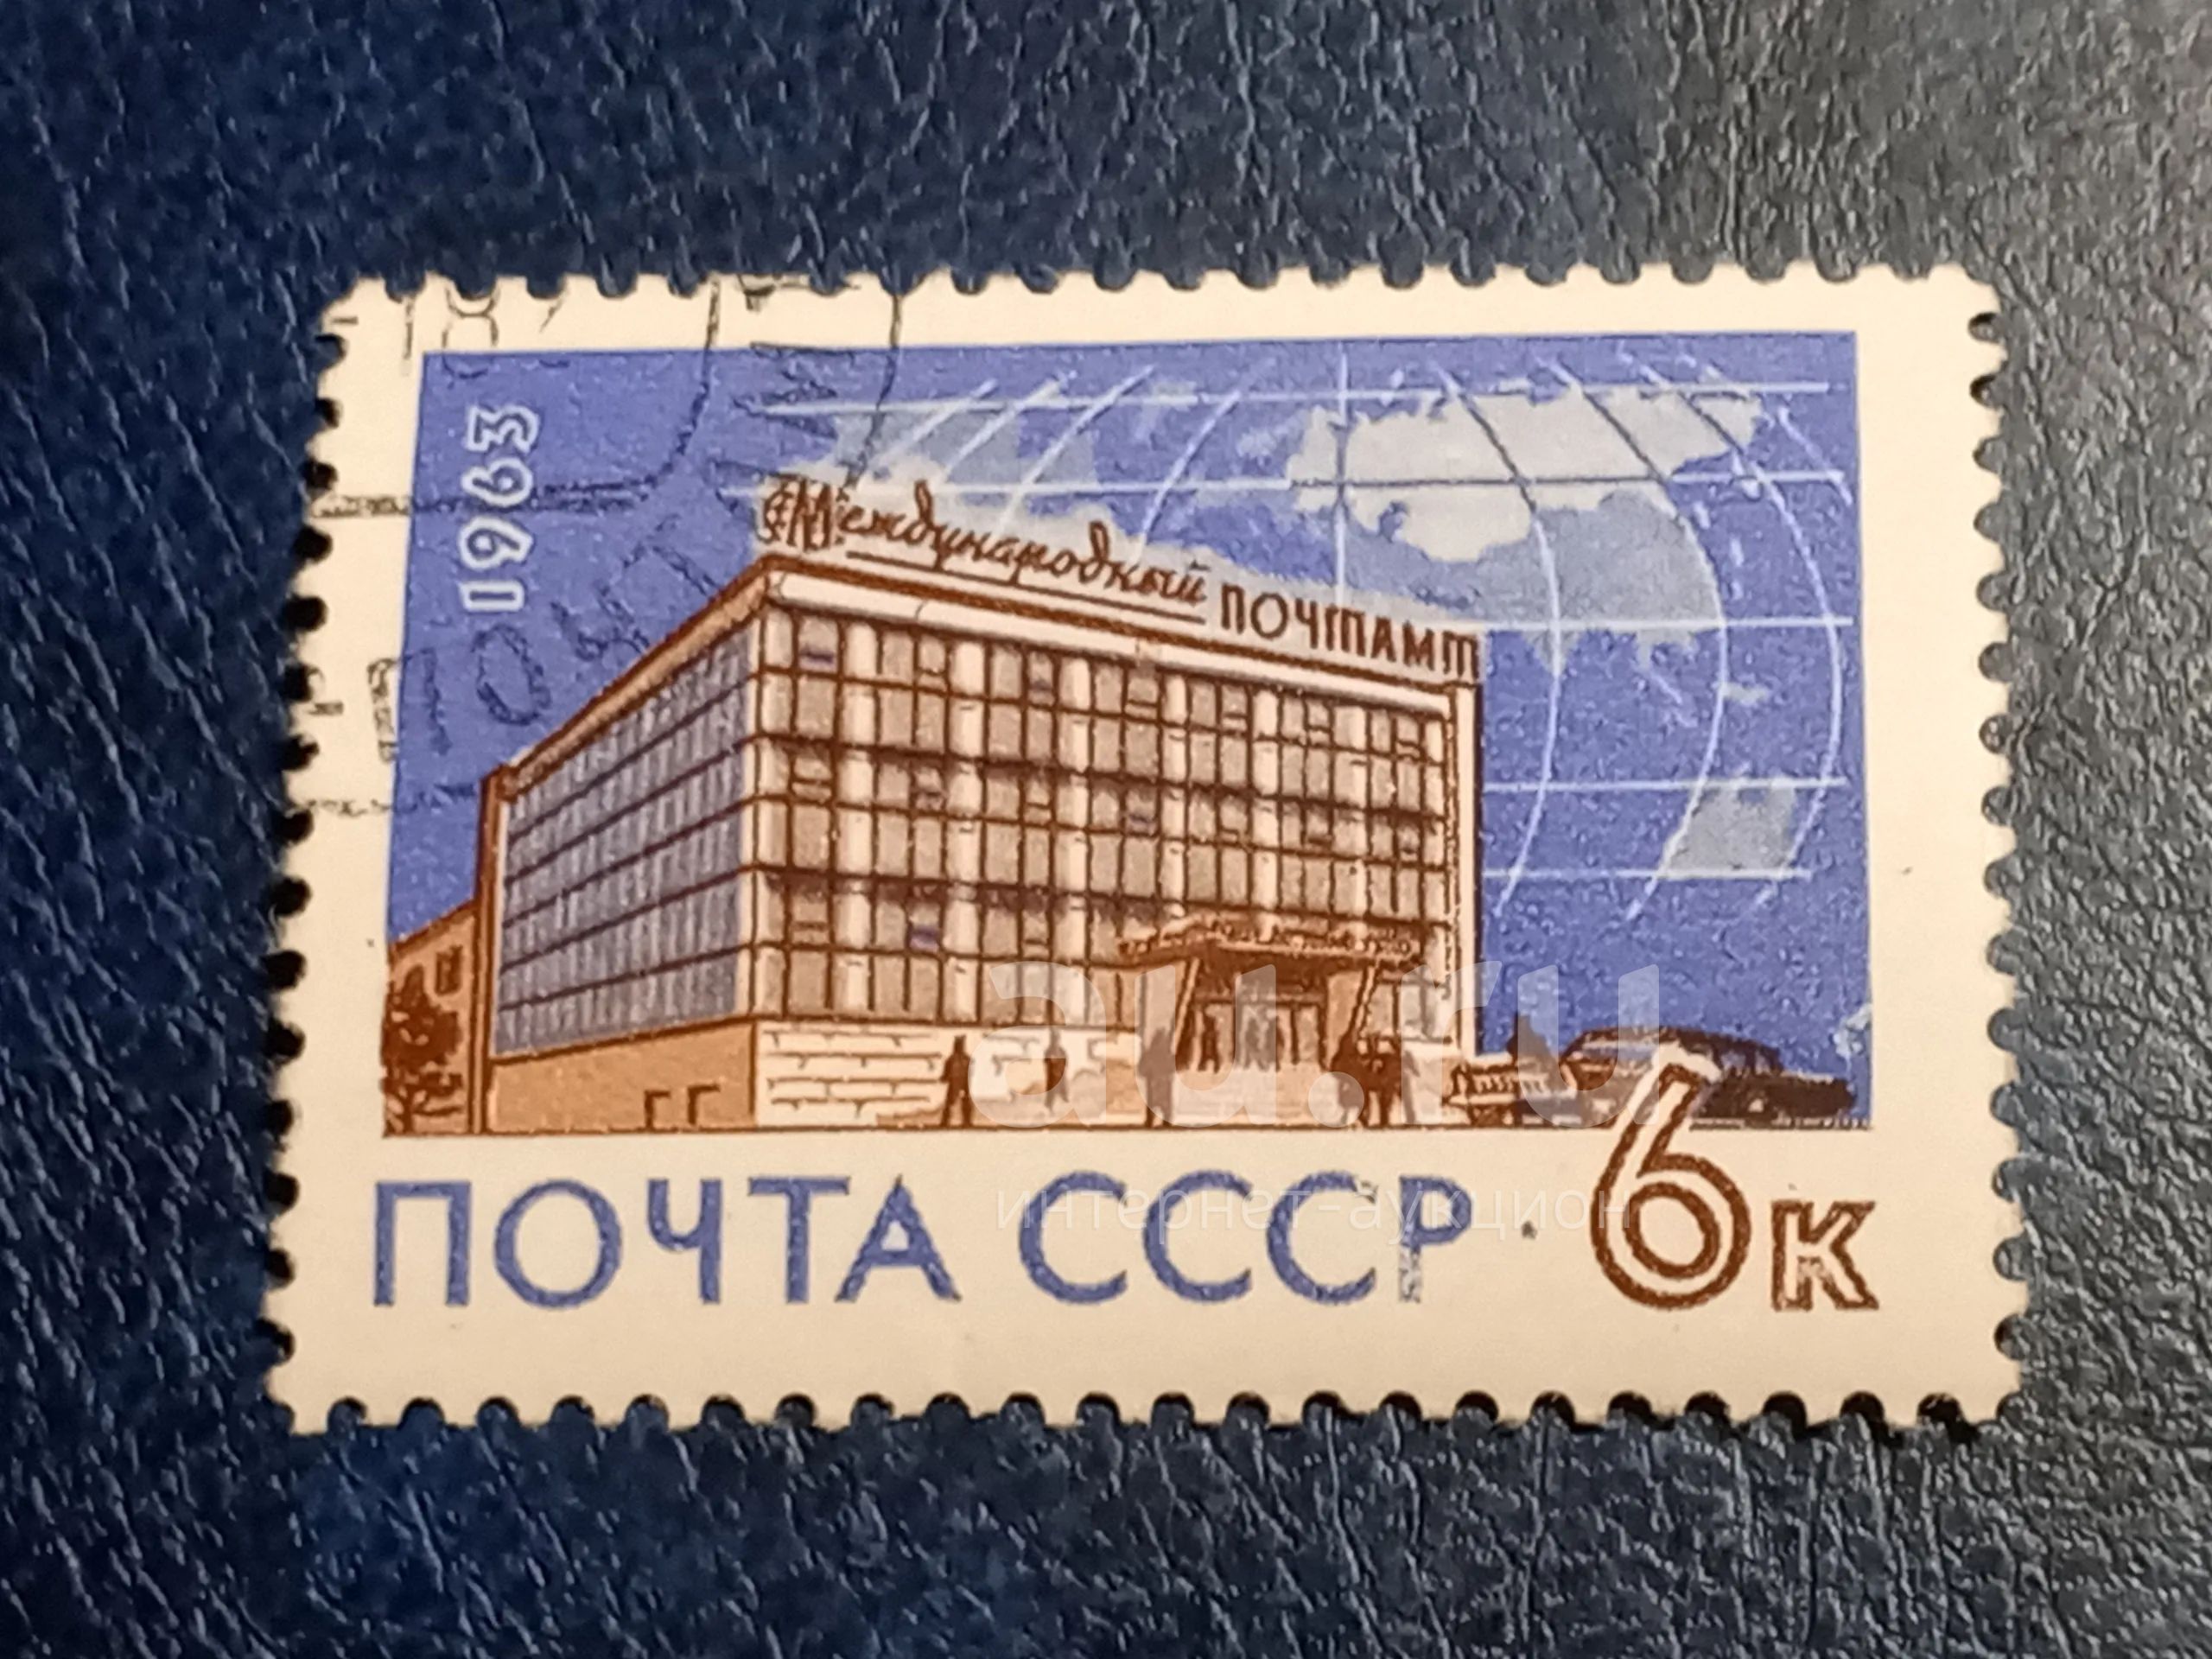 1963
Международный ПОЧТАМТ
ПОЧТА СССР · 6К
au.ru
интернет-аукцион